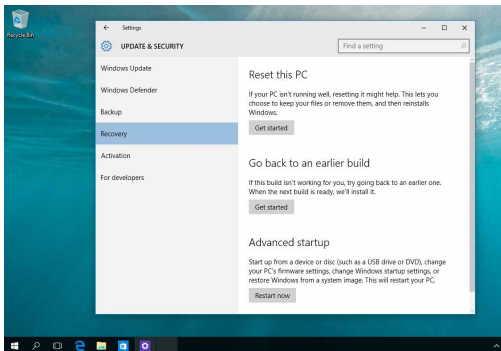 Recycle Bin
Settings
UPDATE & SECURITY
Find a setting
Windows Update
Windows Defender
Backup
Recovery
Activation
For developers
Reset this PC
If your PC isn't running well, resetting it might help. This lets you
choose to keep your files or remove them, and then reinstalls
Windows.
Get started
Go back to an earlier build
If this build isn't working for you, try going back to an earlier one.
When the next build is ready, we'll install it.
Get started
Advanced startup
Start up from a device or disc (such as a USB drive or DVD), change
your PC's firmware settings, change Windows startup settings, or
restore Windows from a system image. This will restart your PC.
Restart now